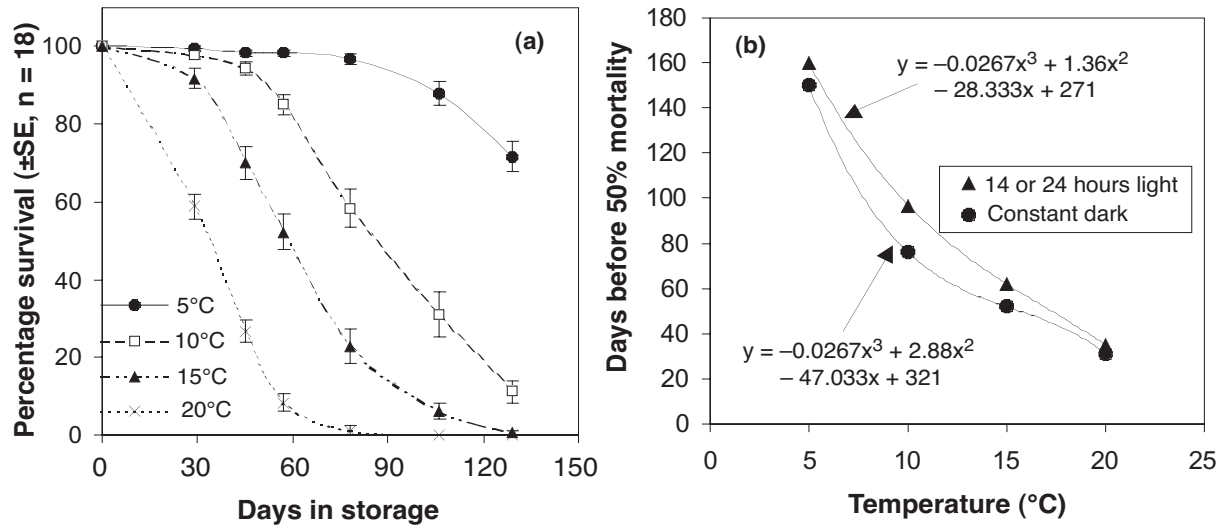 Percentage survival (±SE, n = 18)
100
80
60
40
20
0
(a)
5°C
10°C
15°C
20°C
0
30
60
90
120
150
Days in storage
Days before 50% mortality
180
160
140
120
100
80
60
40
20
0
(b)
y = –0.0267x³ + 1.36x²
– 28.333x + 271
14 or 24 hours light
Constant dark
y = –0.0267x³ + 2.88x²
– 47.033x + 321
0
5
10
15
20
25
Temperature (°C)